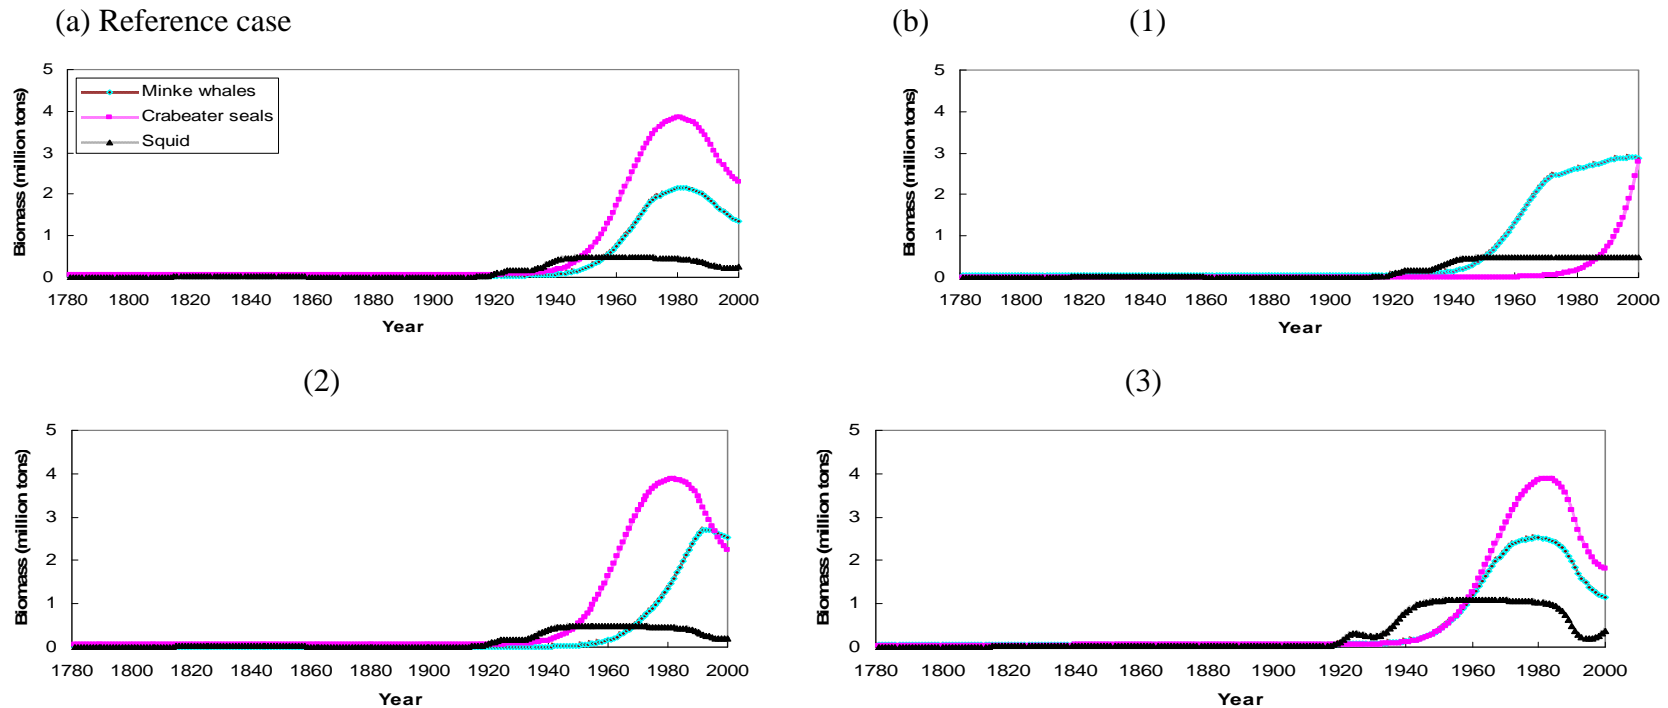 (a) Reference case
(b) (1)
Biomass (million tons)
5
4
3
2
1
0
Minke whales
Crabeater seals
Squid
1780 1800 1820 1840 1860 1880 1900 1920 1940 1960 1980 2000
Year
Biomass (million tons)
5
4
3
2
1
0
1780 1800 1820 1840 1860 1880 1900 1920 1940 1960 1980 2000
Year
(2)
(3)
Biomass (million tons)
5
4
3
2
1
0
1780 1800 1820 1840 1860 1880 1900 1920 1940 1960 1980 2000
Year
Biomass (million tons)
5
4
3
2
1
0
1780 1800 1820 1840 1860 1880 1900 1920 1940 1960 1980 2000
Year